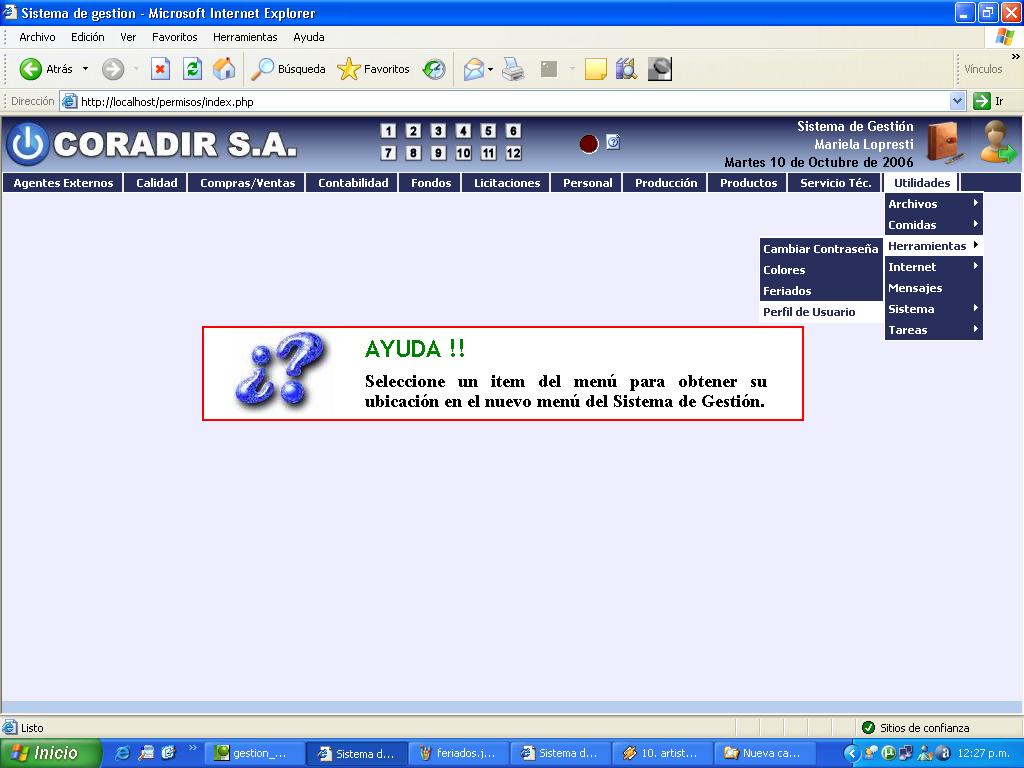 Sistema de gestion - Microsoft Internet Explorer
Archivo Edición Ver Favoritos Herramientas Ayuda
Atrás Búsqueda Favoritos Vínculos »
Dirección http://localhost/permisos/index.php Ir
CORADIR S.A.
1 2 3 4 5 6
7 8 9 10 11 12
Sistema de Gestión
Mariela Lopresti
Martes 10 de Octubre de 2006
Agentes Externos Calidad Compras/Ventas Contabilidad Fondos Licitaciones Personal Producción Productos Servicio Téc. Utilidades
Archivos
Comidas
Herramientas
Internet
Mensajes
Sistema
Tareas
Cambiar Contraseña
Colores
Feriados
Perfil de Usuario
¿?
AYUDA !!
Seleccione un item del menú para obtener su
ubicación en el nuevo menú del Sistema de Gestión.
Listo Sitios de confianza
Inicio » gestion_... Sistema d... feriados.j... Sistema d... 10. artist... Nueva ca... 12:27 p.m.